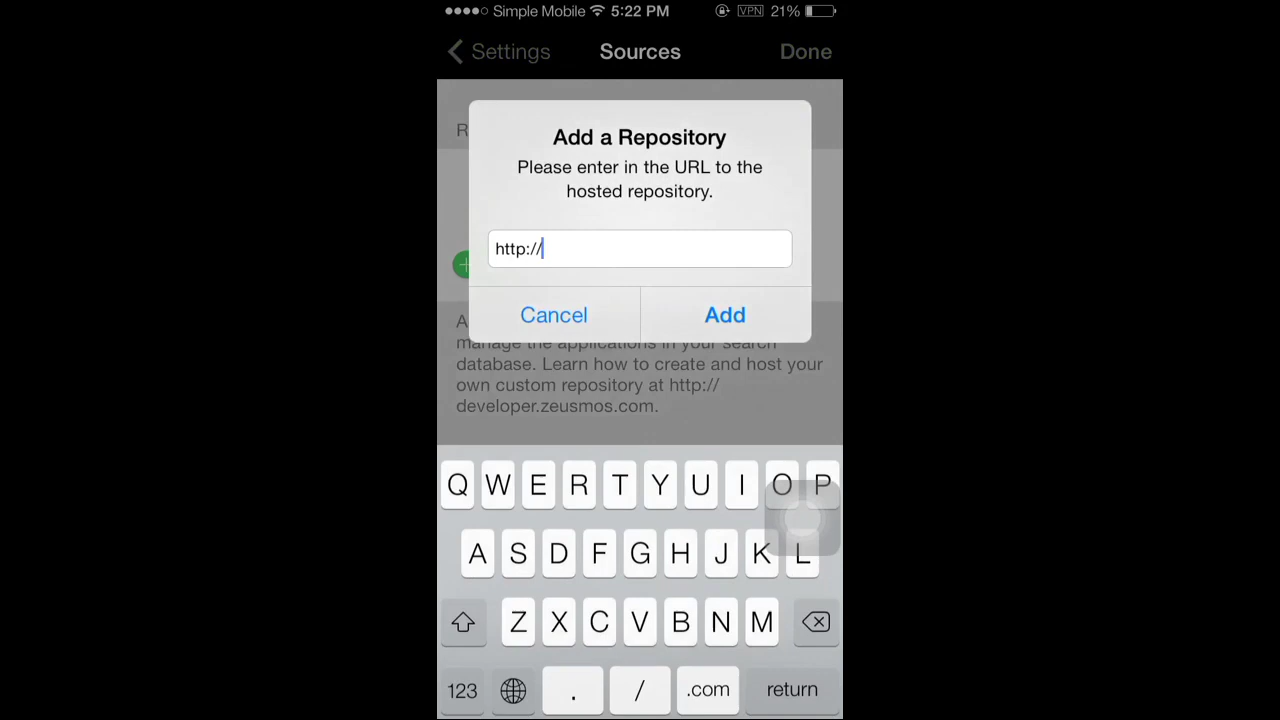 Simple Mobile 5:22 PM VPN 21%
Settings Sources Done
R
Add a Repository
Please enter in the URL to the
hosted repository.
http://
Cancel Add
A
manage the applications in your search
database. Learn how to create and host your
own custom repository at http://
developer.zeusmos.com.
Q W E R T Y U I O P
A S D F G H J K L
Z X C V B N M
123 . / .com return